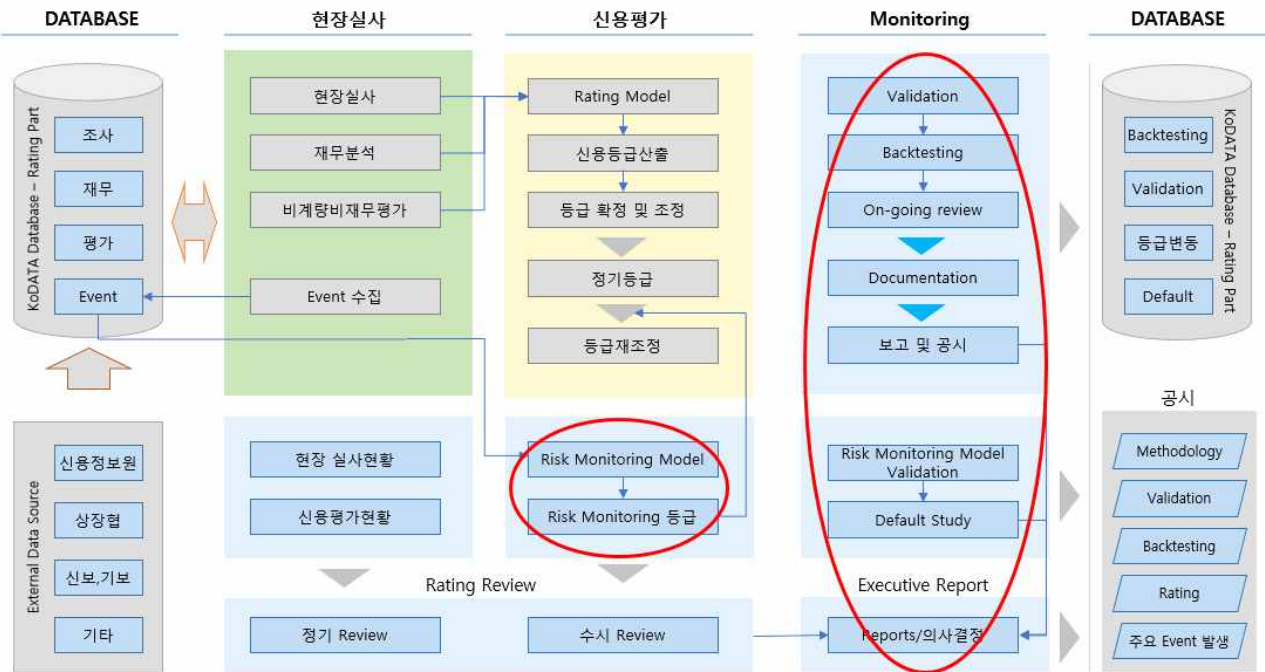 DATABASE
현장실사
신용평가
Monitoring
DATABASE
KoDATA Database – Rating Part
조사
재무
평가
Event
현장실사
재무분석
비계량비재무평가
Event 수집
Rating Model
신용등급산출
등급 확정 및 조정
정기등급
등급재조정
Validation
Backtesting
On-going review
Documentation
보고 및 공시
Backtesting
Validation
등급변동
Default
KoDATA Database – Rating Part
External Data Source
신용정보원
상장협
신보,기보
기타
현장 실사현황
신용평가현황
Risk Monitoring Model
Risk Monitoring 등급
Risk Monitoring Model
Validation
Default Study
공시
Methodology
Validation
Backtesting
Rating
주요 Event 발생
Rating Review
Executive Report
정기 Review
수시 Review
Reports/의사결정